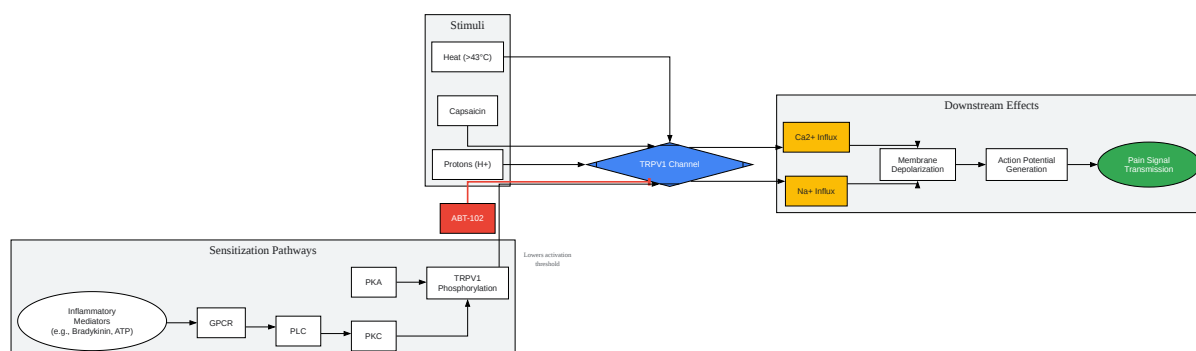 Stimuli
Heat (>43°C)
Capsaicin
Protons (H+)
TRPV1 Channel
ABT-102
Downstream Effects
Ca2+ Influx
Na+ Influx
Membrane
Depolarization
Action Potential
Generation
Pain Signal
Transmission
Sensitization Pathways
Lowers activation
threshold
PKA
TRPV1
Phosphorylation
Inflammatory
Mediators
(e.g., Bradykinin, ATP)
GPCR
PLC
PKC